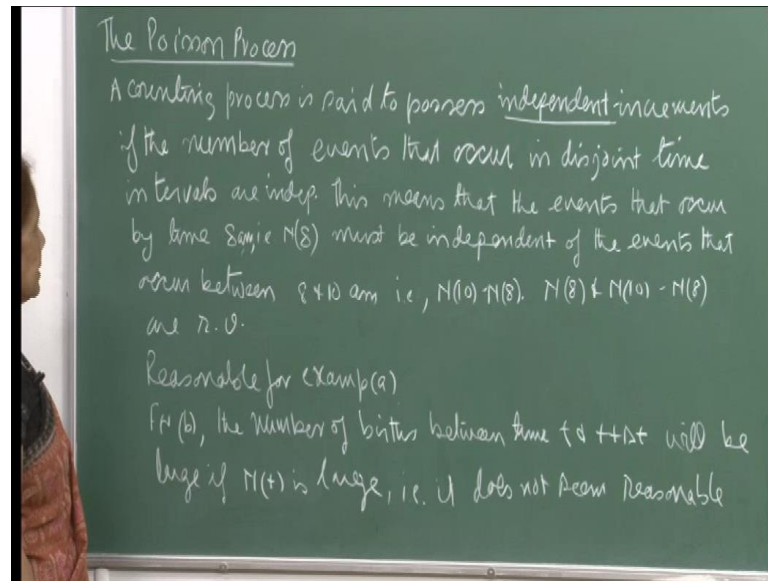 The Poisson Process
A counting process is said to possess independent increments
if the number of events that occur in disjoint time
intervals are indep. This means that the events that occur
by time 8am, ie N(8) must be independent of the events that
occur between 8 & 10 am i.e, N(10)-N(8). N(8) & N(10) - N(8)
are r.v.
Reasonable for examp(a)
(b), the number of births between time t & t+Δt will be
large if N(t) is large, i.e. it does not seem reasonable